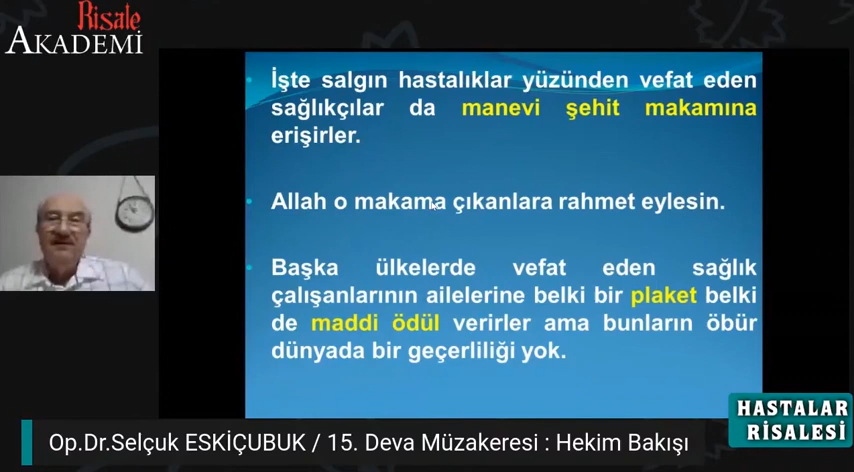 Risale
AKADEMİ
İşte salgın hastalıklar yüzünden vefat eden
sağlıkçılar da manevi şehit makamına
erişirler.
Allah o makama çıkanlara rahmet eylesin.
Başka ülkelerde vefat eden sağlık
çalışanlarının ailelerine belki bir plaket belki
de maddi ödül verirler ama bunların öbür
dünyada bir geçerliliği yok.
HASTALAR
RİSALESİ
Op.Dr.Selçuk ESKİÇUBUK / 15. Deva Müzakeresi : Hekim Bakışı